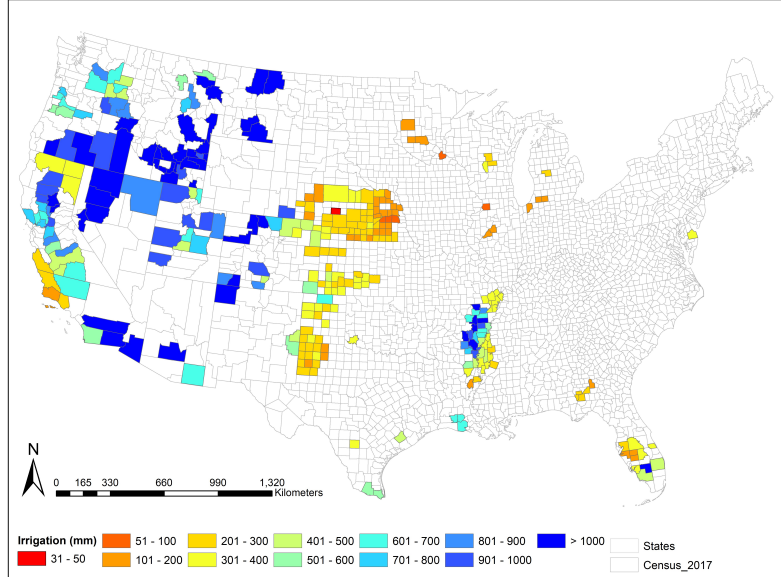 N
0 165 330 660 990 1,320
Kilometers
Irrigation (mm)
31 - 50
51 - 100
101 - 200
201 - 300
301 - 400
401 - 500
501 - 600
601 - 700
701 - 800
801 - 900
901 - 1000
> 1000
States
Census_2017